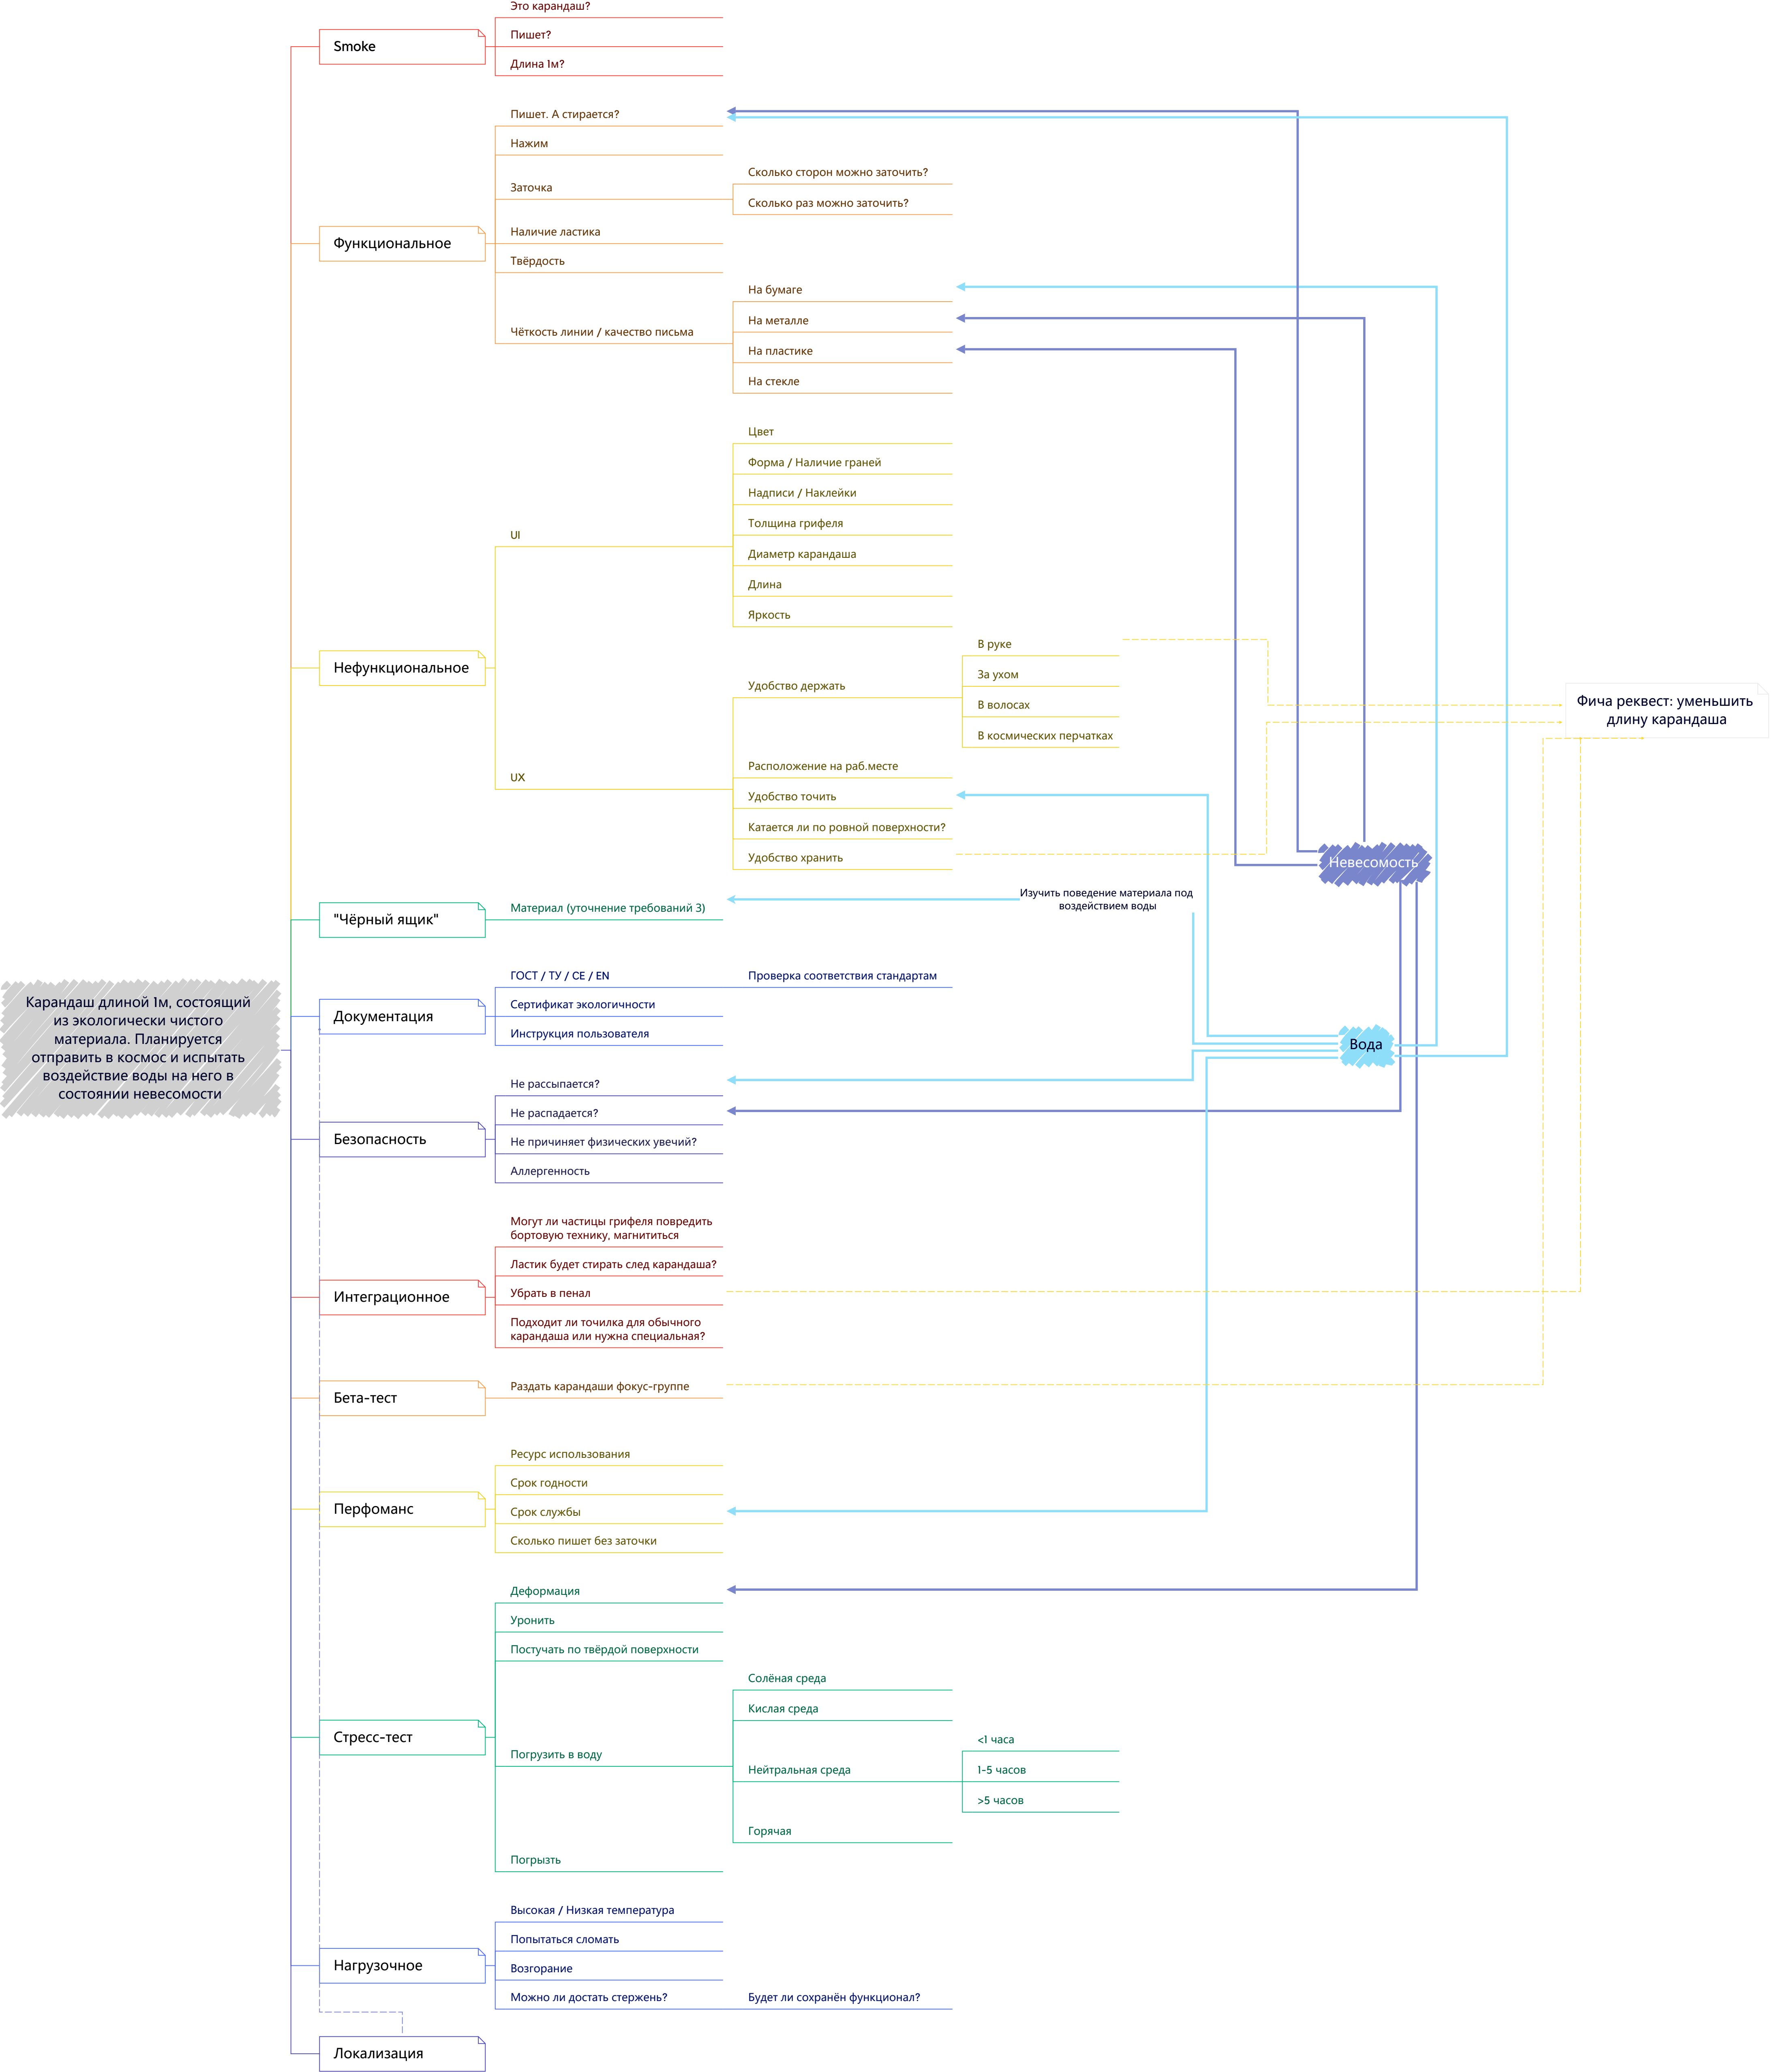 Это карандаш?
Smoke
Пишет?
Длина 1м?
Пишет. А стирается?
Нажим
Сколько сторон можно заточить?
Заточка
Сколько раз можно заточить?
Наличие ластика
Функциональное
Твёрдость
На бумаге
На металле
Чёткость линии / качество письма
На пластике
На стекле
Цвет
Форма / Наличие граней
Надписи / Наклейки
Толщина грифеля
UI
Диаметр карандаша
Длина
Яркость
В руке
Нефункциональное
За ухом
Удобство держать
В волосах
В космических перчатках
Фича реквест: уменьшить
длину карандаша
Расположение на раб.месте
UX
Удобство точить
Катается ли по ровной поверхности?
Удобство хранить
Невесомость
Изучить поведение материала под
воздействием воды
"Чёрный ящик"
Материал (уточнение требований 3)
ГОСТ / ТУ / CE / EN
Проверка соответствия стандартам
Сертификат экологичности
Документация
Инструкция пользователя
Карандаш длиной 1м, состоящий
из экологически чистого
материала. Планируется
отправить в космос и испытать
воздействие воды на него в
состоянии невесомости
Вода
Не рассыпается?
Не распадается?
Безопасность
Не причиняет физических увечий?
Аллергенность
Могут ли частицы грифеля повредить
бортовую технику, магнититься
Ластик будет стирать след карандаша?
Интеграционное
Убрать в пенал
Подходит ли точилка для обычного
карандаша или нужна специальная?
Бета-тест
Раздать карандаши фокус-группе
Ресурс использования
Срок годности
Перфоманс
Срок службы
Сколько пишет без заточки
Деформация
Уронить
Постучать по твёрдой поверхности
Солёная среда
Кислая среда
Стресс-тест
<1 часа
Погрузить в воду
Нейтральная среда
1-5 часов
>5 часов
Горячая
Погрызть
Высокая / Низкая температура
Попытаться сломать
Нагрузочное
Возгорание
Можно ли достать стержень?
Будет ли сохранён функционал?
Локализация